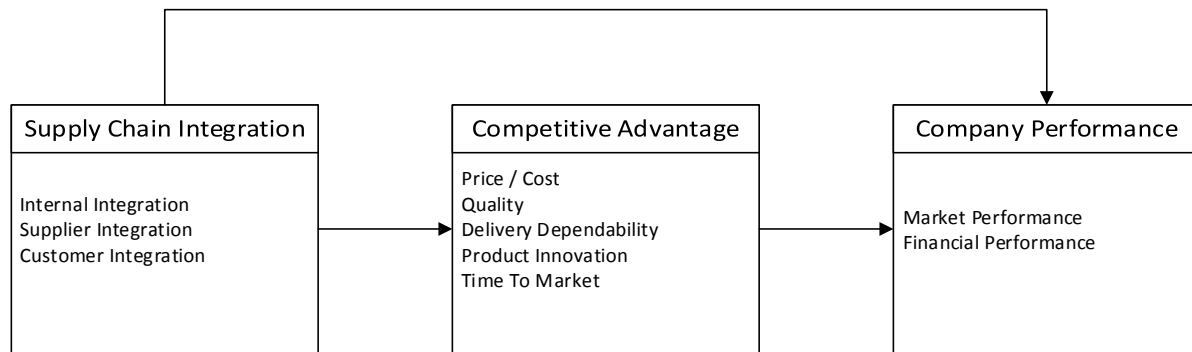 Supply Chain Integration
Internal Integration
Supplier Integration
Customer Integration
Competitive Advantage
Price / Cost
Quality
Delivery Dependability
Product Innovation
Time To Market
Company Performance
Market Performance
Financial Performance